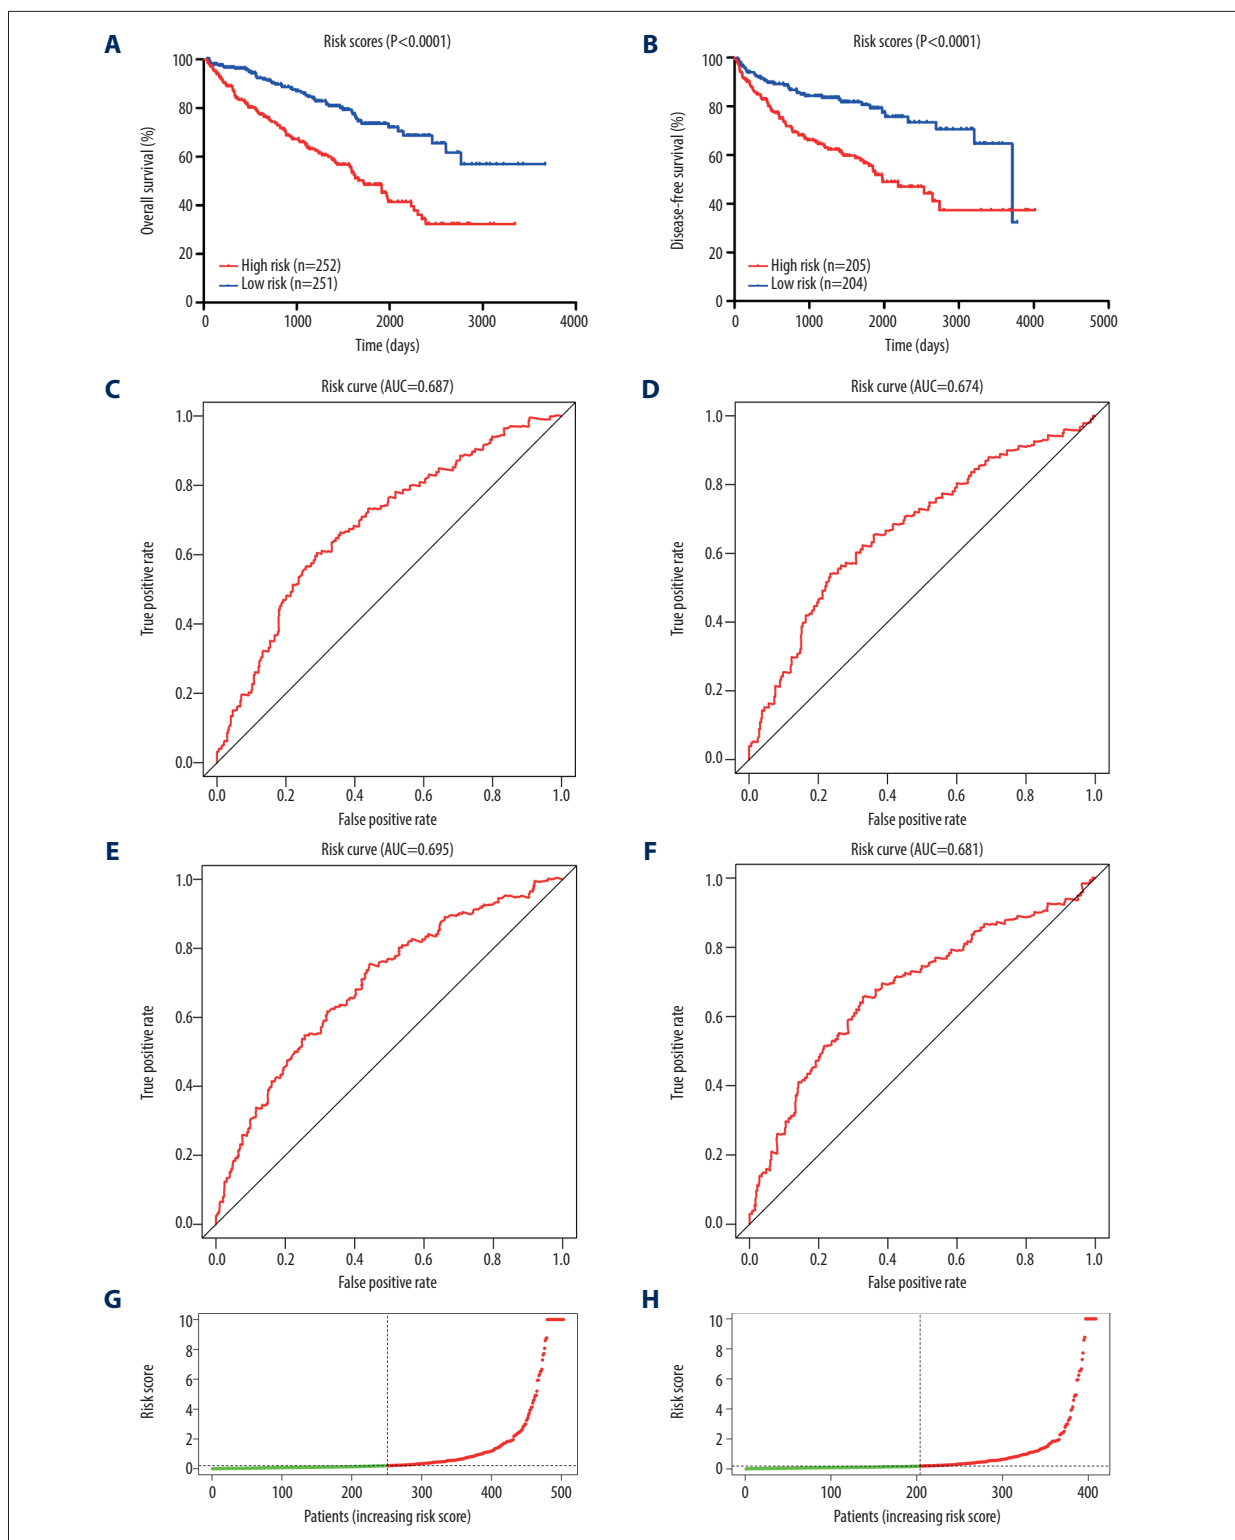 A
Risk scores (P<0.0001)
100
80
60
40
20
0
Overall survival (%)
High risk (n=252)
Low risk (n=251)
0 1000 2000 3000 4000
Time (days)
B
Risk scores (P<0.0001)
100
80
60
40
20
0
Disease-free survival (%)
High risk (n=205)
Low risk (n=204)
0 1000 2000 3000 4000 5000
Time (days)
C
Risk curve (AUC=0.687)
1.0
0.8
0.6
0.4
0.2
0.0
True positive rate
0.0 0.2 0.4 0.6 0.8 1.0
False positive rate
D
Risk curve (AUC=0.674)
1.0
0.8
0.6
0.4
0.2
0.0
True positive rate
0.0 0.2 0.4 0.6 0.8 1.0
False positive rate
E
Risk curve (AUC=0.695)
1.0
0.8
0.6
0.4
0.2
0.0
True positive rate
0.0 0.2 0.4 0.6 0.8 1.0
False positive rate
F
Risk curve (AUC=0.681)
1.0
0.8
0.6
0.4
0.2
0.0
True positive rate
0.0 0.2 0.4 0.6 0.8 1.0
False positive rate
G
10
8
6
4
2
0
Risk score
0 100 200 300 400 500
Patients (increasing risk score)
H
10
8
6
4
2
0
Risk score
0 100 200 300 400
Patients (increasing risk score)